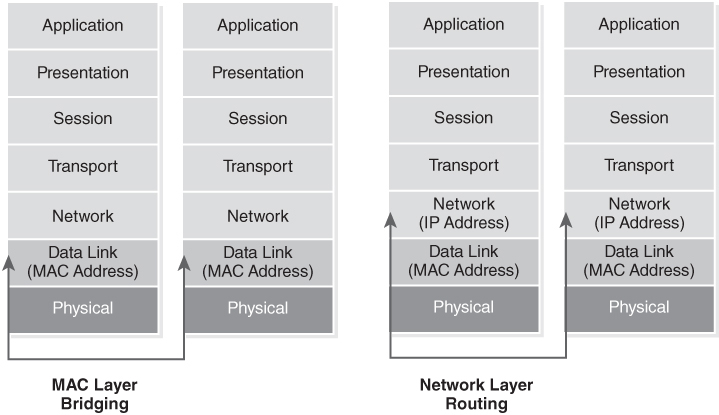 Application
Presentation
Session
Transport
Network
Data Link
(MAC Address)
Physical
Application
Presentation
Session
Transport
Network
Data Link
(MAC Address)
Physical
MAC Layer
Bridging
Application
Presentation
Session
Transport
Network
(IP Address)
Data Link
(MAC Address)
Physical
Application
Presentation
Session
Transport
Network
(IP Address)
Data Link
(MAC Address)
Physical
Network Layer
Routing